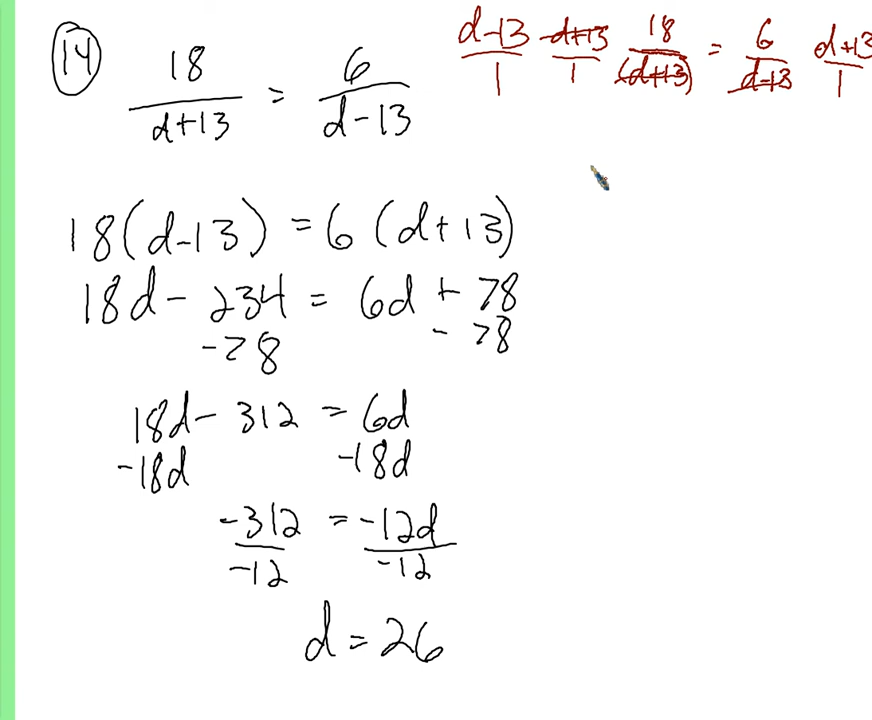 14
18/(d+13) = 6/(d-13)
d-13/1 d+13/1 18/(d+13) = 6/d-13 d+13/1
18(d-13) = 6(d+13)
18d - 234 = 6d + 78
-78 - 78
18d - 312 = 6d
-18d -18d
-312/-12 = -12d/-12
d = 26